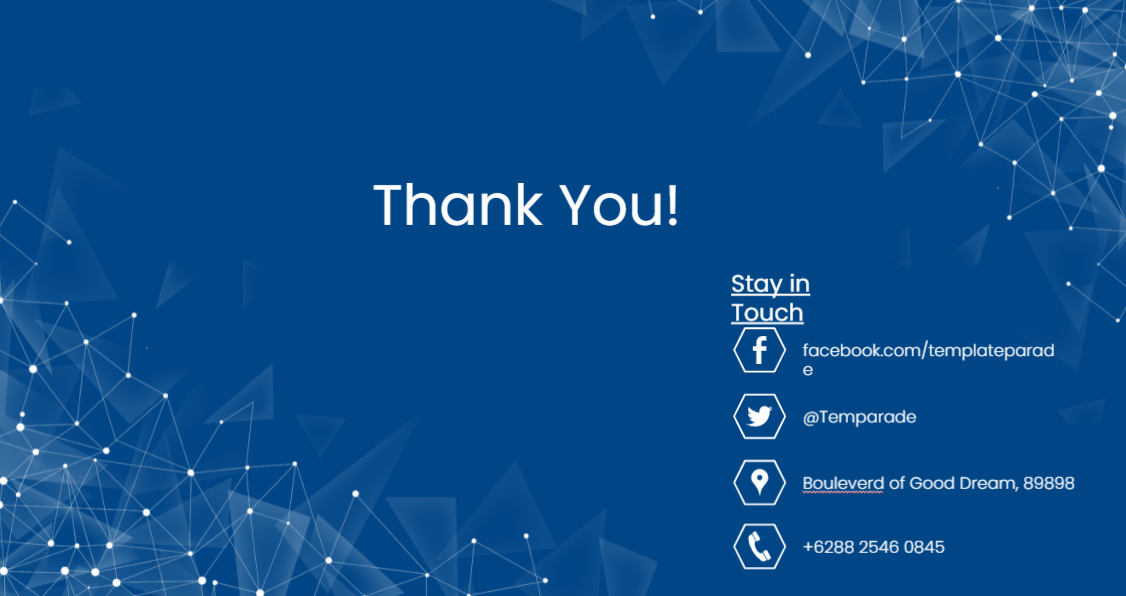 Thank You!
Stay in
Touch
facebook.com/templateparad
e
@Temparade
Bouleverd of Good Dream, 89898
+6288 2546 0845